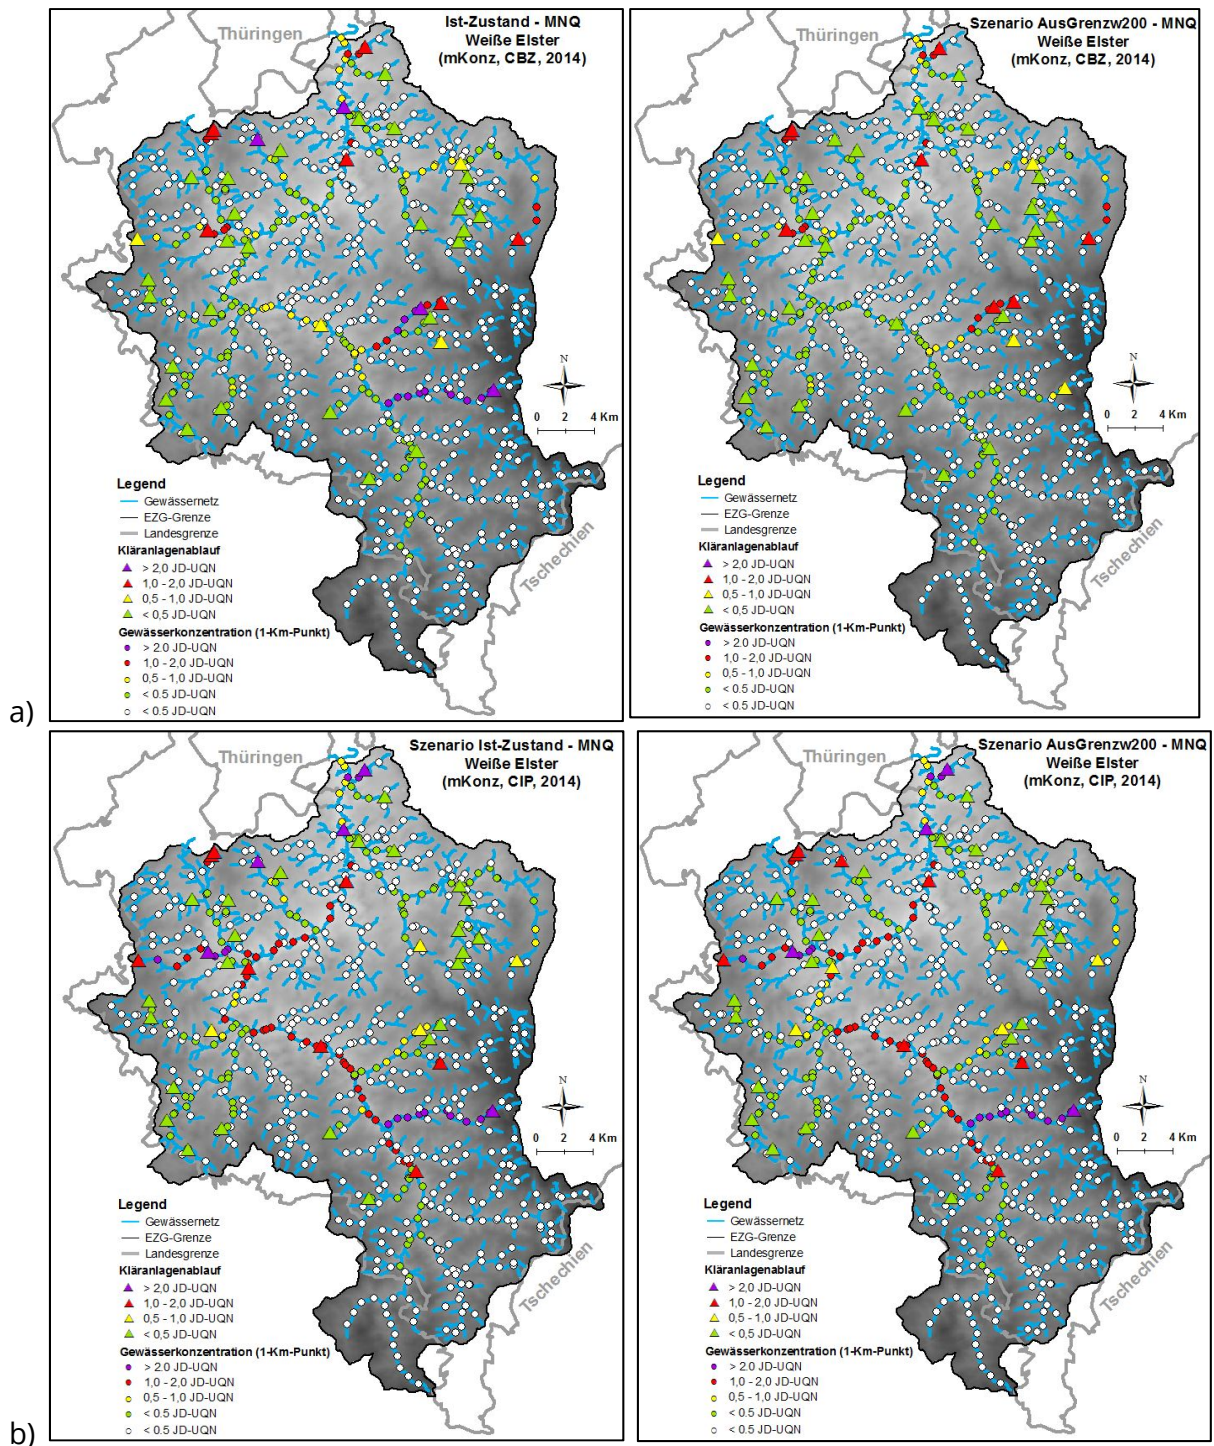 Thüringen
Ist-Zustand - MNQ
Weiße Elster
(mKonz, CBZ, 2014)
N
0 2 4 Km
Legend
Gewässernetz
EZG-Grenze
Landesgrenze
Kläranlagenablauf
> 2,0 JD-UQN
1,0 - 2,0 JD-UQN
0,5 - 1,0 JD-UQN
< 0,5 JD-UQN
Gewässerkonzentration (1-Km-Punkt)
> 2.0 JD-UQN
1,0 - 2,0 JD-UQN
0,5 - 1,0 JD-UQN
< 0.5 JD-UQN
< 0.5 JD-UQN
Tschechien
a)
Thüringen
Szenario AusGrenzw200 - MNQ
Weiße Elster
(mKonz, CBZ, 2014)
N
0 2 4 Km
Legend
Gewässernetz
EZG-Grenze
Landesgrenze
Kläranlagenablauf
> 2,0 JD-UQN
1,0 - 2,0 JD-UQN
0,5 - 1,0 JD-UQN
< 0,5 JD-UQN
Gewässerkonzentration (1-Km-Punkt)
> 2.0 JD-UQN
1,0 - 2,0 JD-UQN
0,5 - 1,0 JD-UQN
< 0.5 JD-UQN
< 0.5 JD-UQN
Tschechien
Thüringen
Szenario Ist-Zustand - MNQ
Weiße Elster
(mKonz, CIP, 2014)
N
0 2 4 Km
Legend
Gewässernetz
EZG-Grenze
Landesgrenze
Kläranlagenablauf
> 2,0 JD-UQN
1,0 - 2,0 JD-UQN
0,5 - 1,0 JD-UQN
< 0,5 JD-UQN
Gewässerkonzentration (1-Km-Punkt)
> 2.0 JD-UQN
1,0 - 2,0 JD-UQN
0,5 - 1,0 JD-UQN
< 0.5 JD-UQN
< 0.5 JD-UQN
Tschechien
b)
Thüringen
Szenario AusGrenzw200 - MNQ
Weiße Elster
(mKonz, CIP, 2014)
N
0 2 4 Km
Legend
Gewässernetz
EZG-Grenze
Landesgrenze
Kläranlagenablauf
> 2,0 JD-UQN
1,0 - 2,0 JD-UQN
0,5 - 1,0 JD-UQN
< 0,5 JD-UQN
Gewässerkonzentration (1-Km-Punkt)
> 2.0 JD-UQN
1,0 - 2,0 JD-UQN
0,5 - 1,0 JD-UQN
< 0.5 JD-UQN
< 0.5 JD-UQN
Tschechien